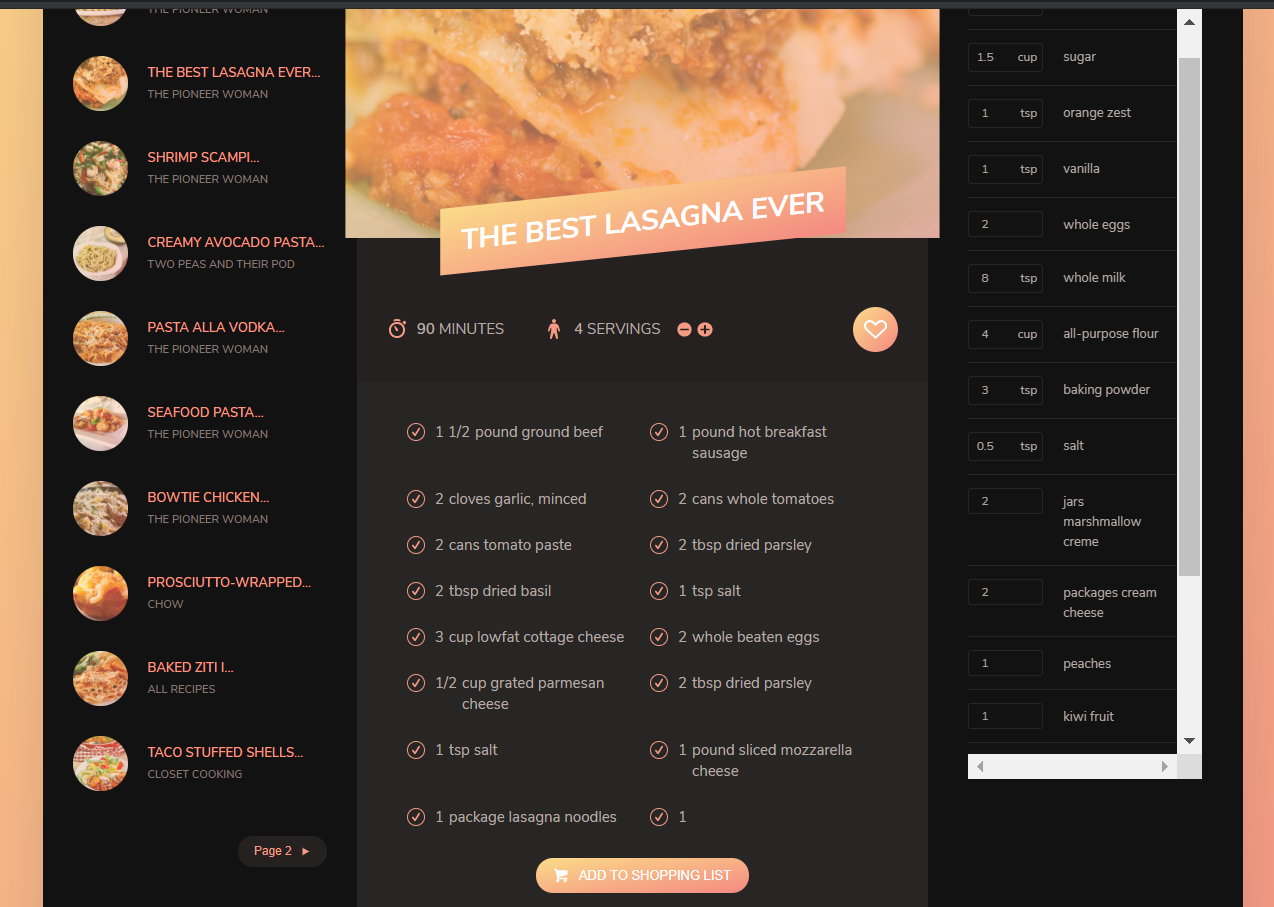 THE PIONEER WOMAN
THE BEST LASAGNA EVER...
THE PIONEER WOMAN
SHRIMP SCAMPI...
THE PIONEER WOMAN
CREAMY AVOCADO PASTA...
TWO PEAS AND THEIR POD
PASTA ALLA VODKA...
THE PIONEER WOMAN
SEAFOOD PASTA...
THE PIONEER WOMAN
BOWTIE CHICKEN...
THE PIONEER WOMAN
PROSCIUTTO-WRAPPED...
CHOW
BAKED ZITI I...
ALL RECIPES
TACO STUFFED SHELLS...
CLOSET COOKING
Page 2
THE BEST LASAGNA EVER
90 MINUTES
4 SERVINGS
1 1/2 pound ground beef
1 pound hot breakfast
sausage
2 cloves garlic, minced
2 cans whole tomatoes
2 cans tomato paste
2 tbsp dried parsley
2 tbsp dried basil
1 tsp salt
3 cup lowfat cottage cheese
2 whole beaten eggs
1/2 cup grated parmesan
cheese
2 tbsp dried parsley
1 tsp salt
1 pound sliced mozzarella
cheese
1 package lasagna noodles
1
ADD TO SHOPPING LIST
1.5 cup sugar
1 tsp orange zest
1 tsp vanilla
2 whole eggs
8 tsp whole milk
4 cup all-purpose flour
3 tsp baking powder
0.5 tsp salt
2 jars
marshmallow
creme
2 packages cream
cheese
1 peaches
1 kiwi fruit